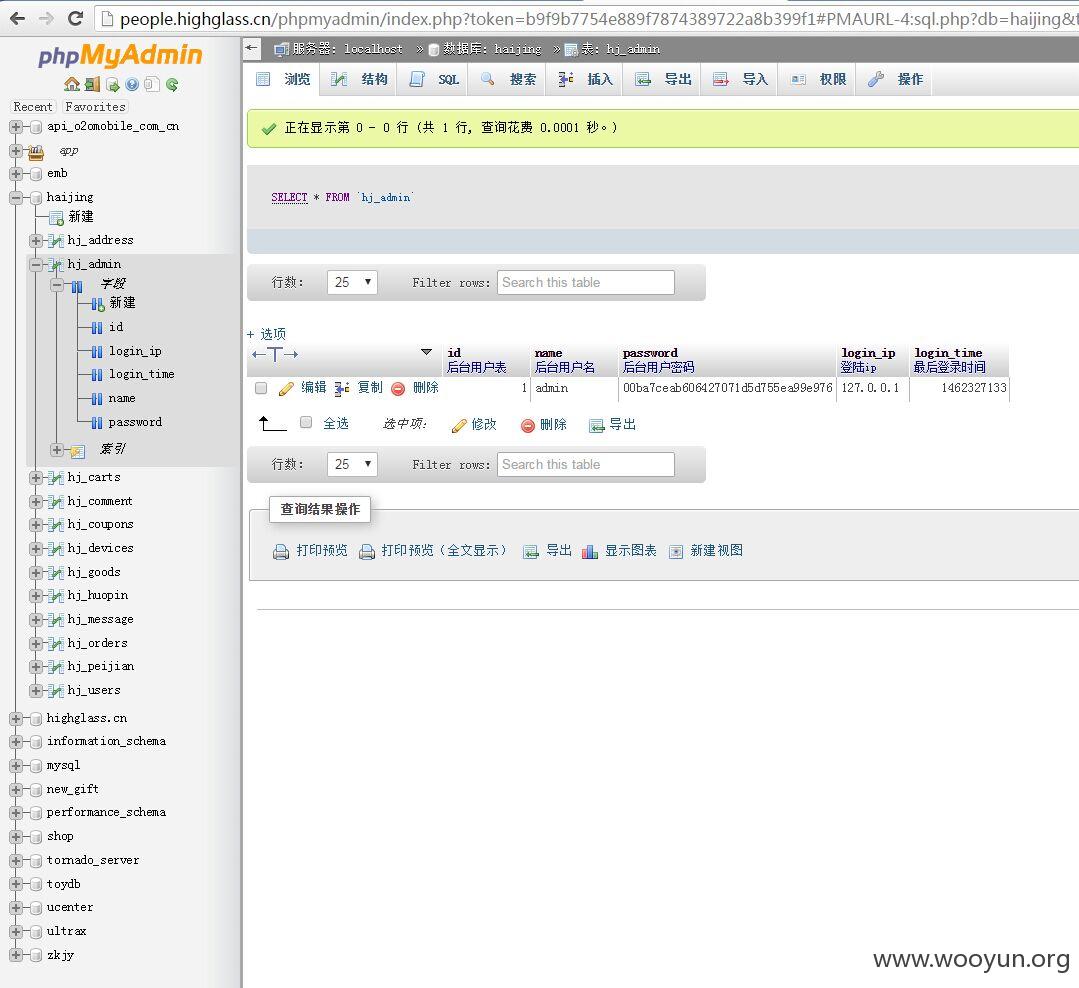 people.highglass.cn/phpmyadmin/index.php?token=b9f9b7754e889f7874389722a8b399f1#PMAURL-4:sql.php?db=haijing&t
phpMyAdmin
Recent Favorites
api_o2omobile_com_cn
app
emb
haijing
新建
hj_address
hj_admin
字段
新建
id
login_ip
login_time
name
password
索引
hj_carts
hj_comment
hj_coupons
hj_devices
hj_goods
hj_huopin
hj_message
hj_orders
hj_peijian
hj_users
highglass.cn
information_schema
mysql
new_gift
performance_schema
shop
tornado_server
toydb
ucenter
ultrax
zkjy
服务器: localhost » 数据库: haijing » 表: hj_admin
浏览 结构 SQL 搜索 插入 导出 导入 权限 操作
正在显示第 0 - 0 行 (共 1 行, 查询花费 0.0001 秒。)
SELECT * FROM `hj_admin`
行数: 25 Filter rows: Search this table
+ 选项
←T→ id name password login_ip login_time
后台用户表 后台用户名 后台用户密码 登陆ip 最后登录时间
编辑 复制 删除 1 admin 00ba7ceab606427071d5d755ea99e976 127.0.0.1 1462327133
全选 选中项: 修改 删除 导出
行数: 25 Filter rows: Search this table
查询结果操作
打印预览 打印预览(全文显示) 导出 显示图表 新建视图
www.wooyun.org